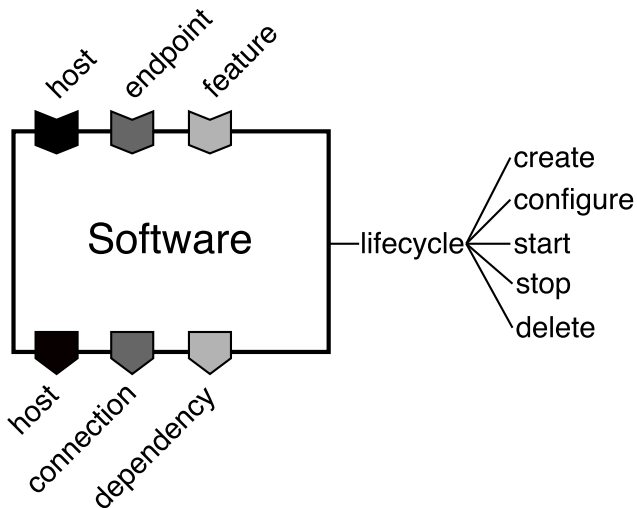 host
endpoint
feature
Software
lifecycle
create
configure
start
stop
delete
host
connection
dependency